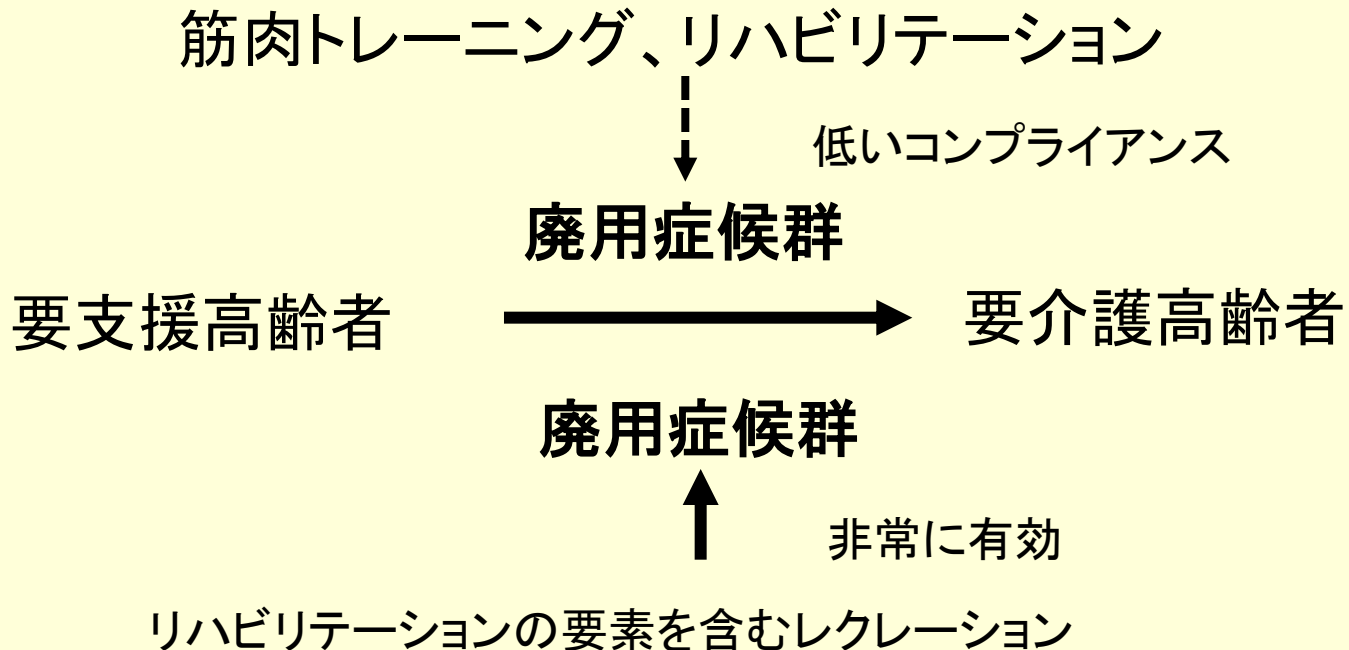 筋肉トレーニング、リハビリテーション
低いコンプライアンス
廃用症候群
要支援高齢者
要介護高齢者
廃用症候群
非常に有効
リハビリテーションの要素を含むレクレーション